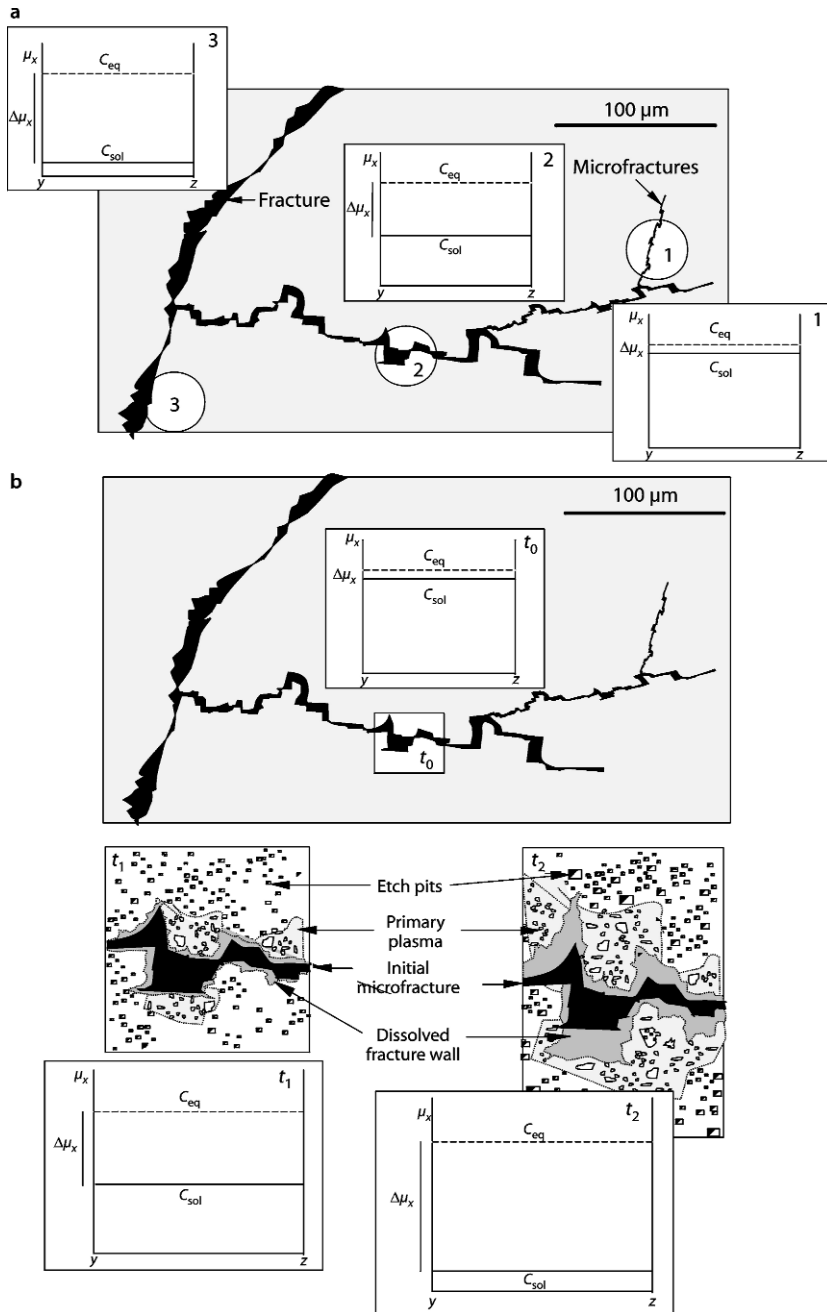 a
3
μx
Ceq
Δμx
Csol
y
z
100 μm
2
μx
Ceq
Δμx
Csol
y
z
Microfractures
Fracture
1
1
μx
Ceq
Δμx
Csol
y
z
2
3
b
100 μm
t0
μx
Ceq
Δμx
Csol
y
z
t0
t1
t2
Etch pits
Primary
plasma
Initial
microfracture
Dissolved
fracture wall
t1
μx
Ceq
Δμx
Csol
y
z
t2
μx
Ceq
Δμx
Csol
y
z